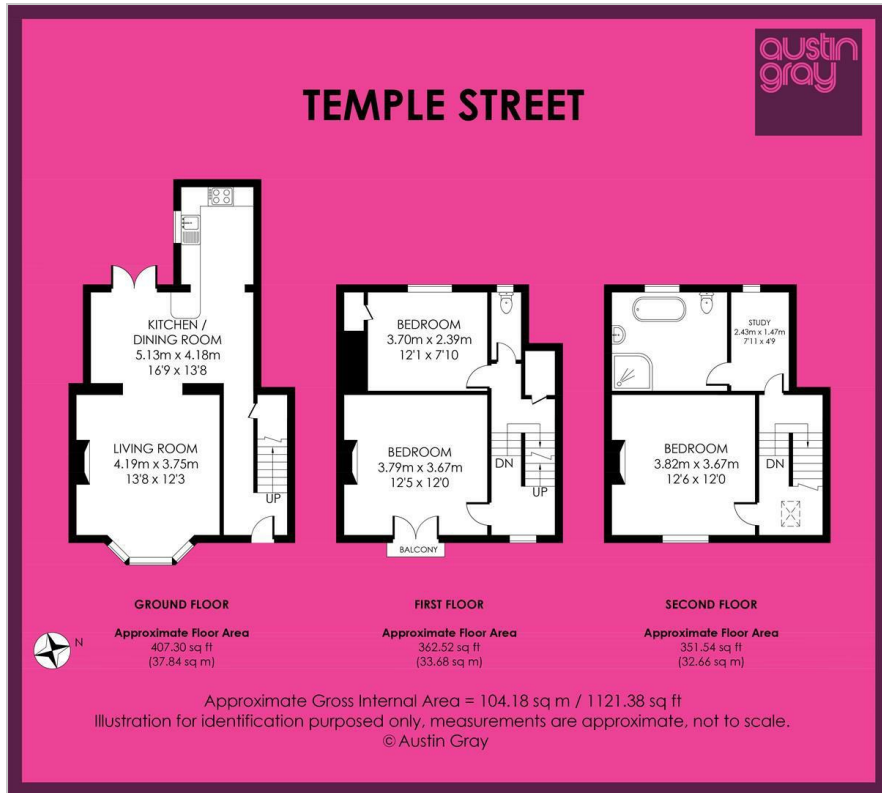 austin
gray
TEMPLE STREET
KITCHEN /
DINING ROOM
5.13m x 4.18m
16'9 x 13'8
LIVING ROOM
4.19m x 3.75m
13'8 x 12'3
UP
BEDROOM
3.70m x 2.39m
12'1 x 7'10
BEDROOM
3.79m x 3.67m
12'5 x 12'0
DN
UP
BALCONY
STUDY
2.43m x 1.47m
7'11 x 4'9
BEDROOM
3.82m x 3.67m
12'6 x 12'0
DN
GROUND FLOOR
Approximate Floor Area
407.30 sq ft
(37.84 sq m)
FIRST FLOOR
Approximate Floor Area
362.52 sq ft
(33.68 sq m)
SECOND FLOOR
Approximate Floor Area
351.54 sq ft
(32.66 sq m)
N
Approximate Gross Internal Area = 104.18 sq m / 1121.38 sq ft
Illustration for identification purposed only, measurements are approximate, not to scale.
© Austin Gray